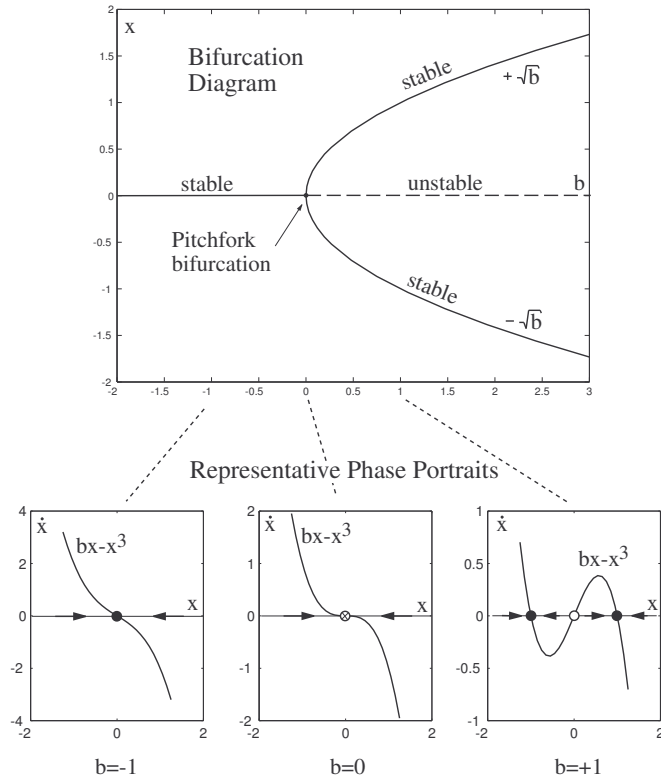 x
2
1.5
Bifurcation
Diagram
stable
+√b
1
0.5
stable
unstable
b
0
Pitchfork
bifurcation
-0.5
stable
−√b
-1
-1.5
-2
-2 -1.5 -1 -0.5 0 0.5 1 1.5 2 2.5 3
Representative Phase Portraits
4
ẋ
bx-x³
2
x
0
-2
-4
-2 0 2
b=-1
2
ẋ
bx-x³
1
x
0
-1
-2
-2 0 2
b=0
1
ẋ
bx-x³
0.5
x
0
-0.5
-1
-2 0 2
b=+1